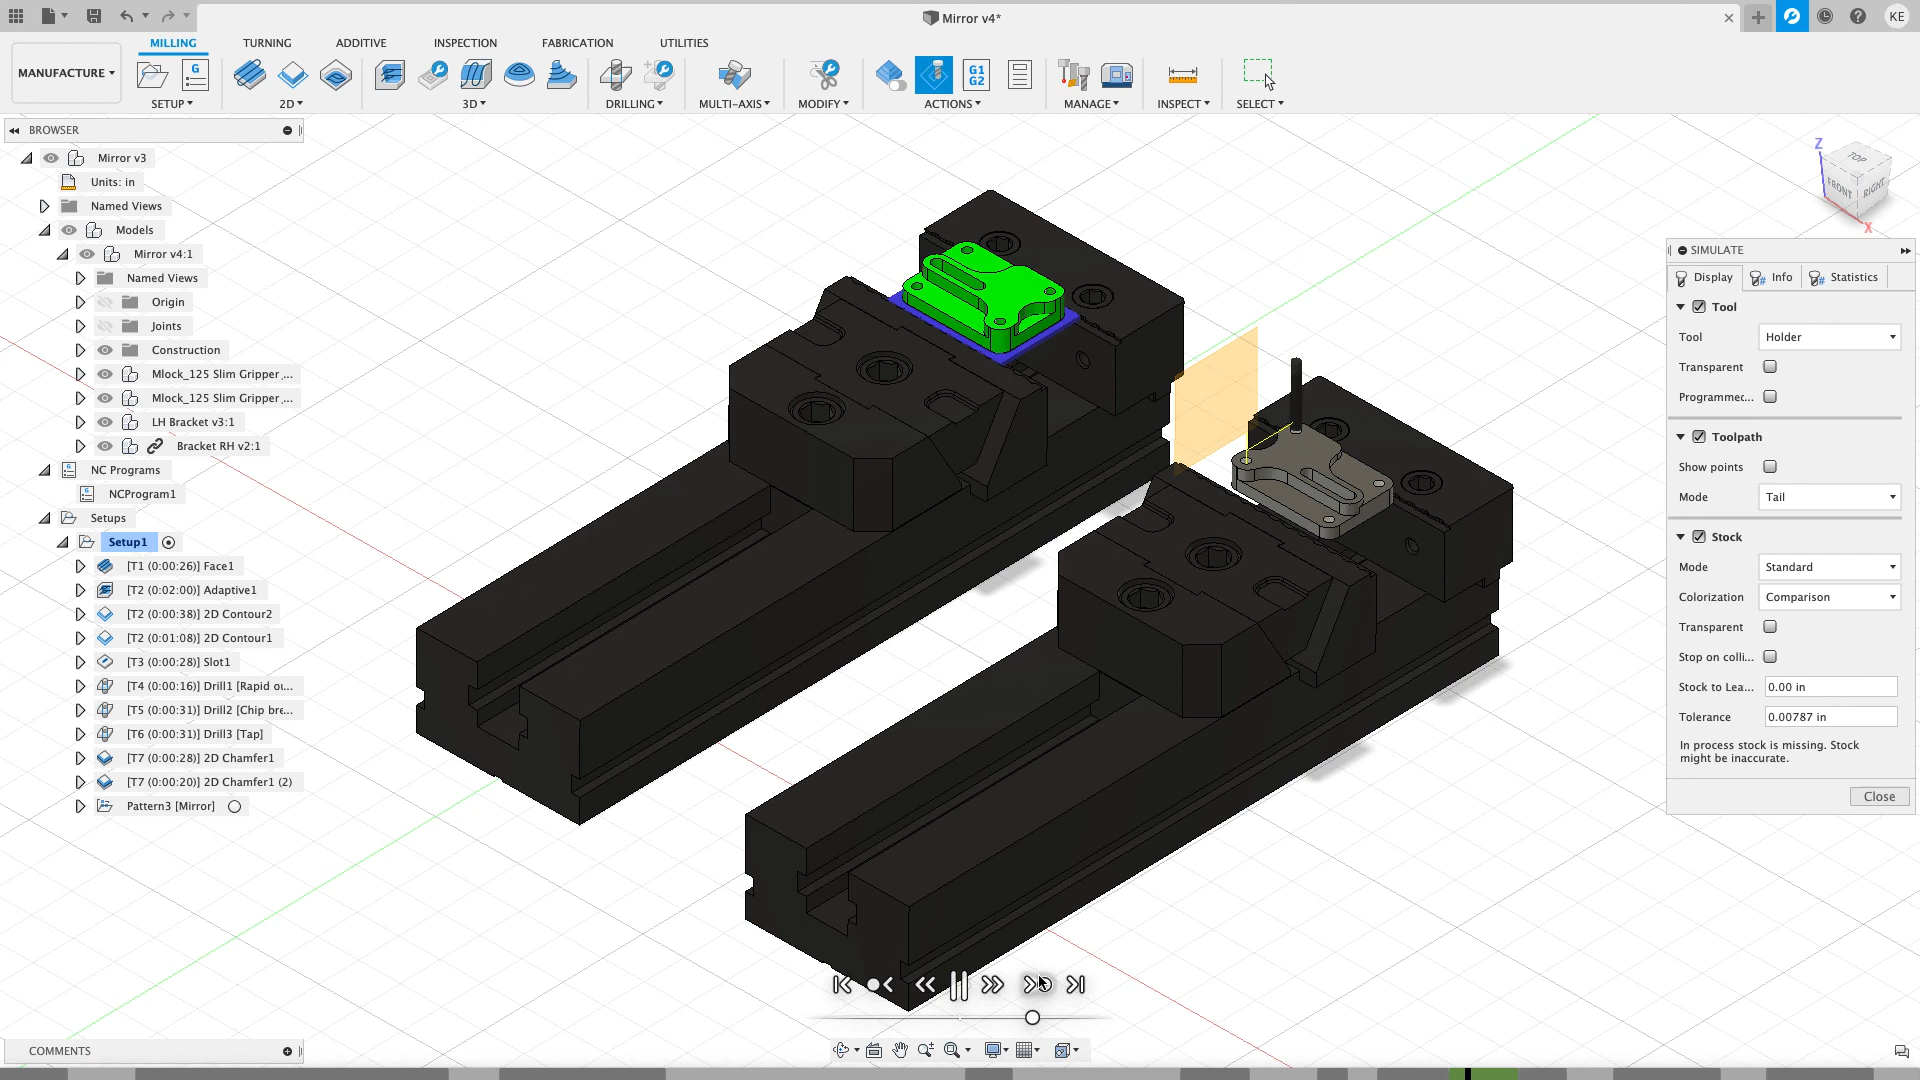 Mirror v4*
KE
MANUFACTURE
MILLING
TURNING
ADDITIVE
INSPECTION
FABRICATION
UTILITIES
G
G1
G2
SETUP
2D
3D
DRILLING
MULTI-AXIS
MODIFY
ACTIONS
MANAGE
INSPECT
SELECT
BROWSER
Mirror v3
Units: in
Named Views
Models
Mirror v4:1
Named Views
Origin
Joints
Construction
Mlock_125 Slim Gripper ...
Mlock_125 Slim Gripper ...
LH Bracket v3:1
Bracket RH v2:1
NC Programs
NCProgram1
Setups
Setup1
[T1 (0:00:26)] Face1
[T2 (0:02:00)] Adaptive1
[T2 (0:00:38)] 2D Contour2
[T2 (0:01:08)] 2D Contour1
[T3 (0:00:28)] Slot1
[T4 (0:00:16)] Drill1 [Rapid ou...
[T5 (0:00:31)] Drill2 [Chip bre...
[T6 (0:00:31)] Drill3 [Tap]
[T7 (0:00:28)] 2D Chamfer1
[T7 (0:00:20)] 2D Chamfer1 (2)
Pattern3 [Mirror]
Z
TOP
FRONT
RIGHT
X
SIMULATE
Display
Info
Statistics
Tool
Tool
Holder
Transparent
Programmec...
Toolpath
Show points
Mode
Tail
Stock
Mode
Standard
Colorization
Comparison
Transparent
Stop on colli...
Stock to Lea...
0.00 in
Tolerance
0.00787 in
In process stock is missing. Stock
might be inaccurate.
Close
COMMENTS